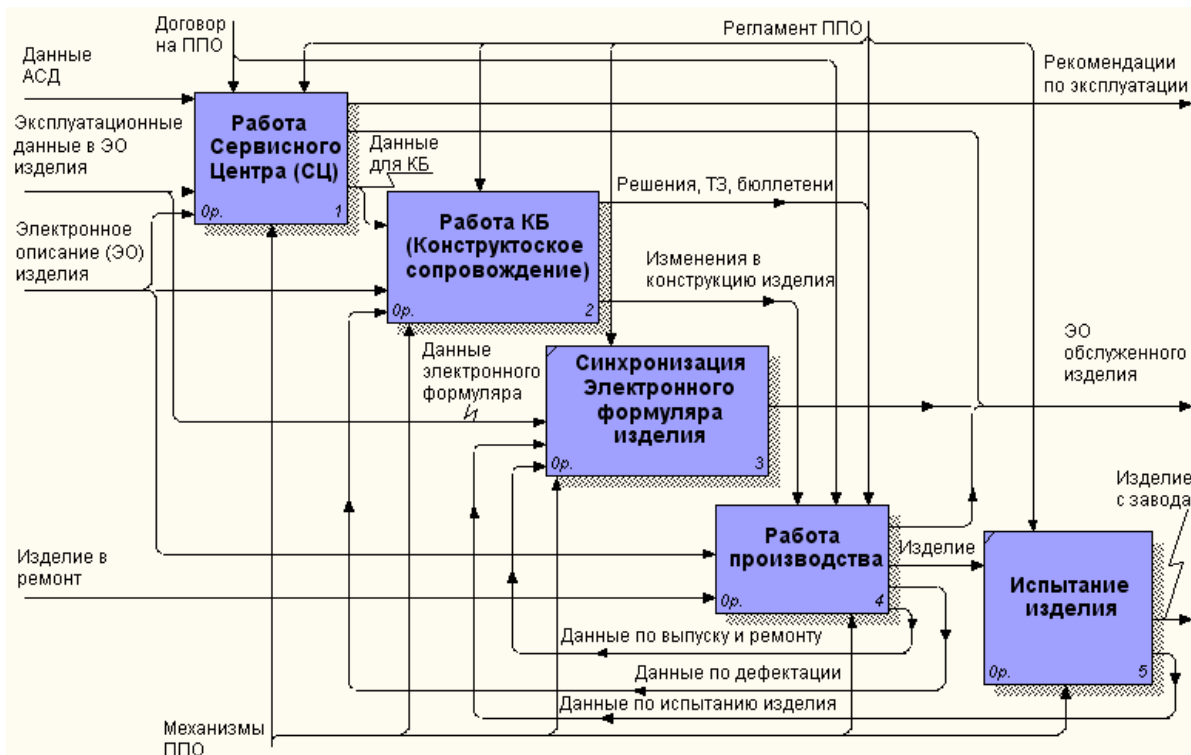 Договор
на ППО
Регламент ППО
Данные
АСД
Рекомендации
по эксплуатации
Эксплуатационные
данные в ЭО
изделия
Работа
Сервисного
Центра (СЦ)
0р.
1
Данные
для КБ
Электронное
описание (ЭО)
изделия
Работа КБ
(Конструктоское
сопровождение)
0р.
2
Решения, ТЗ, бюллетени
Изменения в
конструкцию изделия
Данные
электронного
формуляра
Синхронизация
Электронного
формуляра
изделия
0р.
3
ЭО
обслуженного
изделия
Изделие
с завода
Изделие в
ремонт
Работа
производства
0р.
4
Изделие
Испытание
изделия
0р.
5
Данные по выпуску и ремонту
Данные по дефектации
Данные по испытанию изделия
Механизмы
ППО